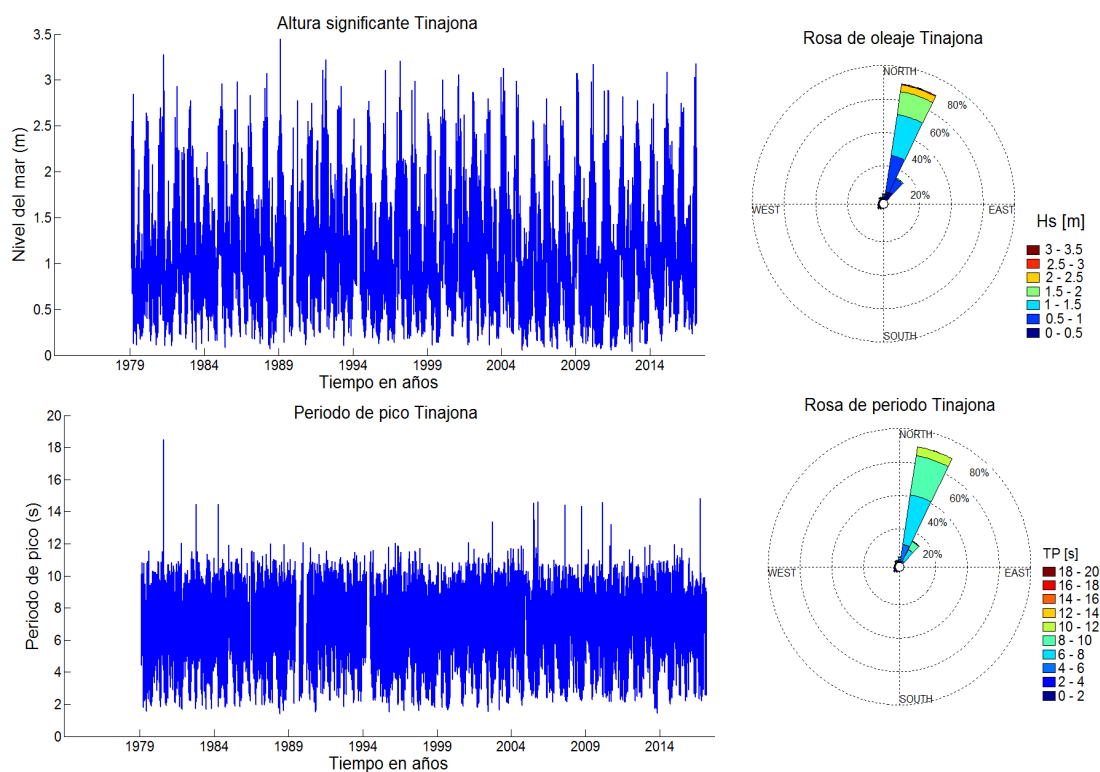 Altura significante Tinajona
Nivel del mar (m)
3.5
3
2.5
2
1.5
1
0.5
0
1979 1984 1989 1994 1999 2004 2009 2014
Tiempo en años
Rosa de oleaje Tinajona
NORTH
80%
60%
40%
20%
WEST
EAST
SOUTH
Hs [m]
3 - 3.5
2.5 - 3
2 - 2.5
1.5 - 2
1 - 1.5
0.5 - 1
0 - 0.5
Periodo de pico Tinajona
Periodo de pico (s)
20
18
16
14
12
10
8
6
4
2
0
1979 1984 1989 1994 1999 2004 2009 2014
Tiempo en años
Rosa de periodo Tinajona
NORTH
80%
60%
40%
20%
WEST
EAST
SOUTH
TP [s]
18 - 20
16 - 18
14 - 16
12 - 14
10 - 12
8 - 10
6 - 8
4 - 6
2 - 4
0 - 2